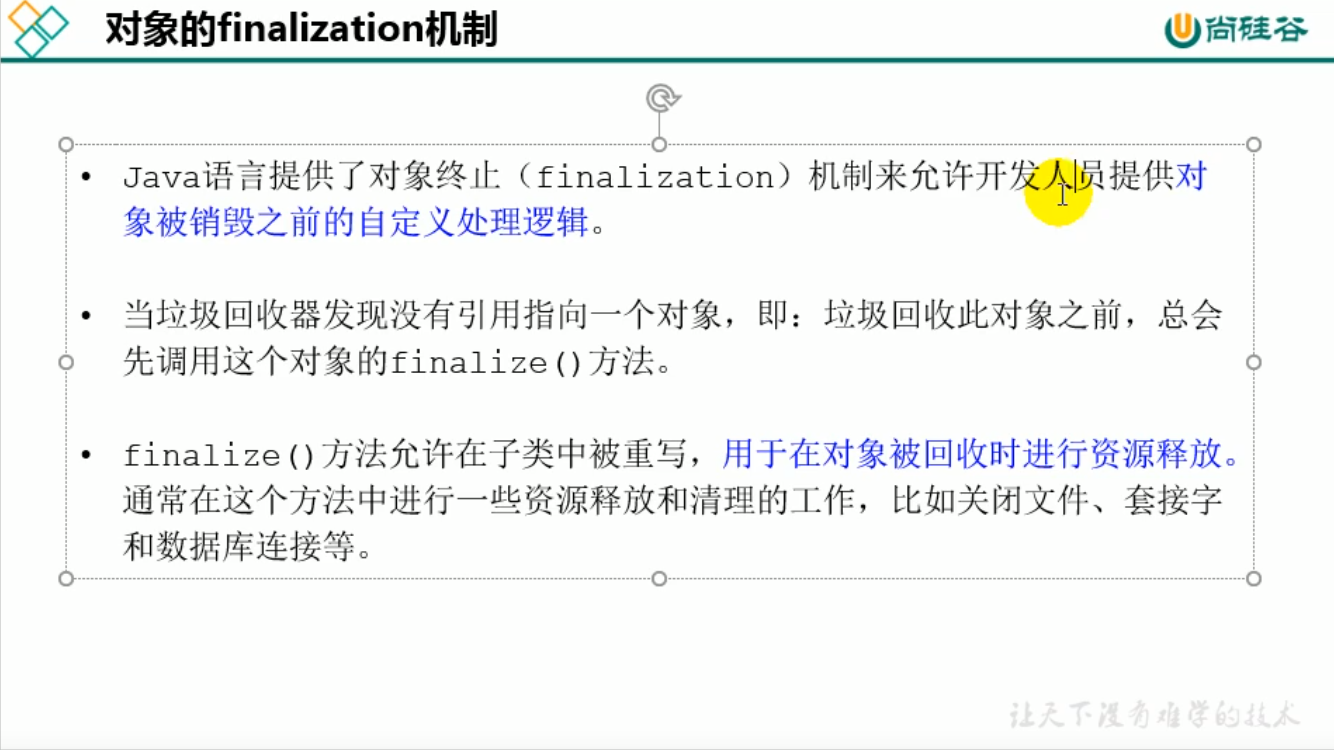 对象的finalization机制
尚硅谷
• Java语言提供了对象终止（finalization）机制来允许开发人员提供对
象被销毁之前的自定义处理逻辑。
• 当垃圾回收器发现没有引用指向一个对象，即：垃圾回收此对象之前，总会
先调用这个对象的finalize()方法。
• finalize()方法允许在子类中被重写，用于在对象被回收时进行资源释放。
通常在这个方法中进行一些资源释放和清理的工作，比如关闭文件、套接字
和数据库连接等。
让天下没有难学的技术